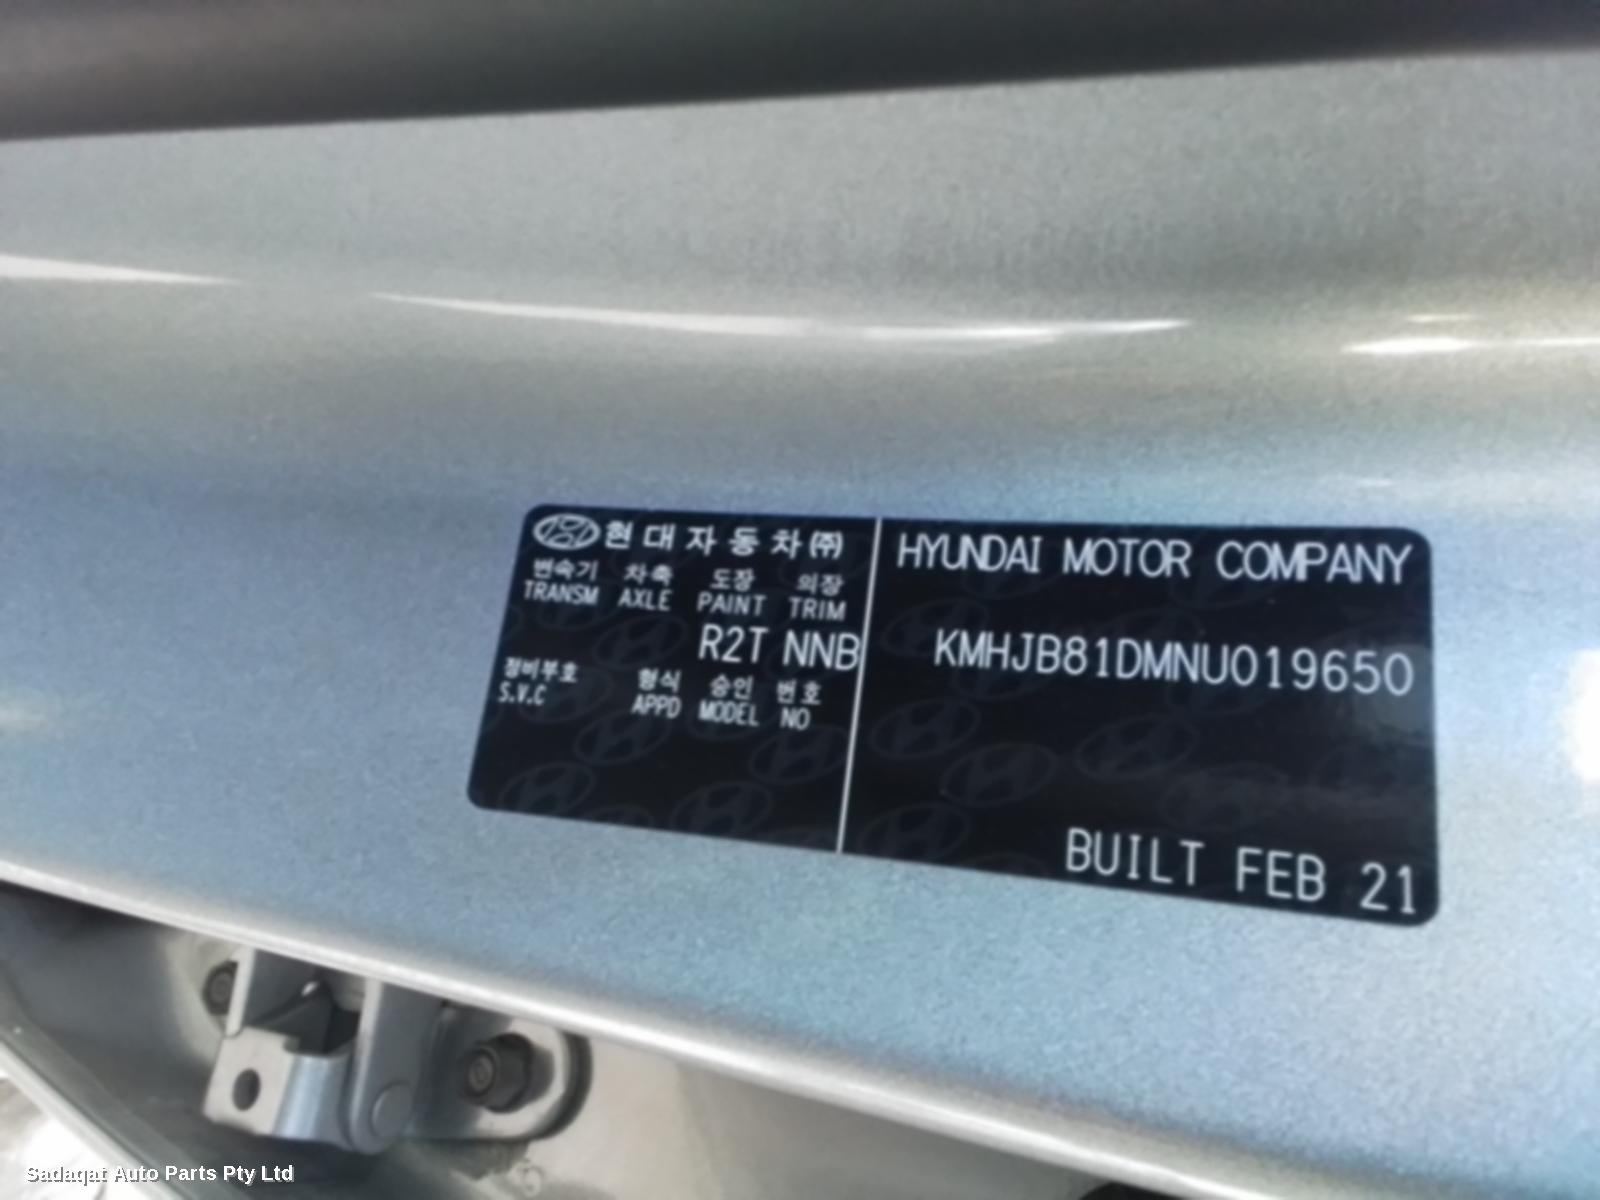 현대자동차(주)
변속기 차축 도장 의장
TRANSM AXLE PAINT TRIM
R2T NNB
정비부호 형식 승인 번호
S.V.C APPD MODEL NO
HYUNDAI MOTOR COMPANY
KMHJB81DMNU019650
BUILT FEB 21
Sadaqat Auto Parts Pty Ltd